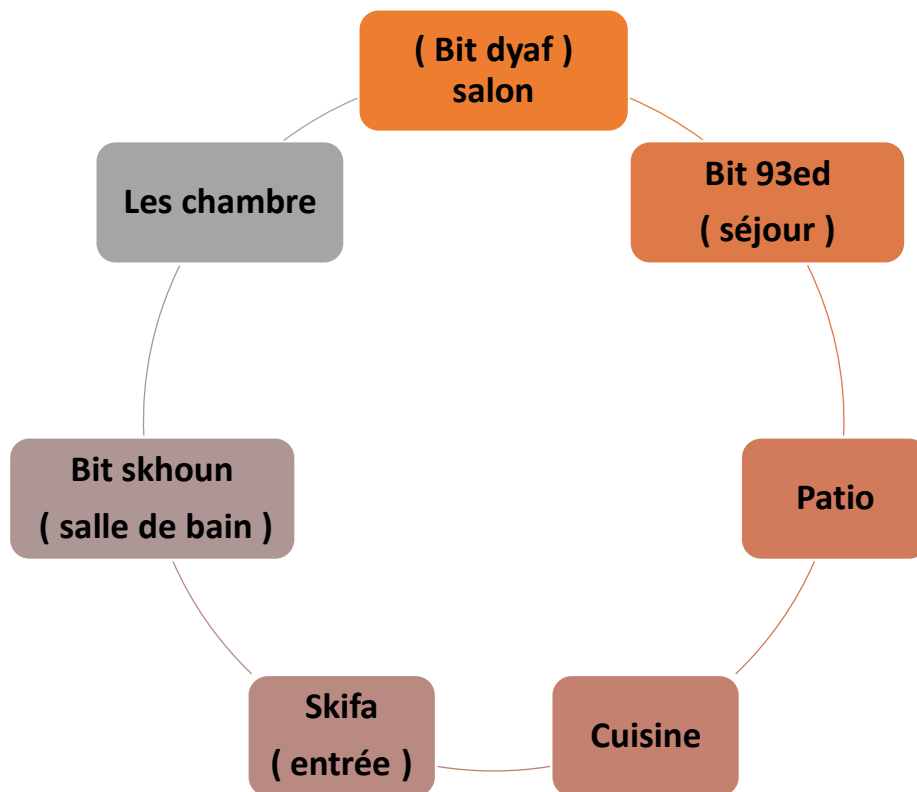 ( Bit dyaf )
salon
Bit 93ed
( séjour )
Patio
Cuisine
Skifa
( entrée )
Bit skhoun
( salle de bain )
Les chambre